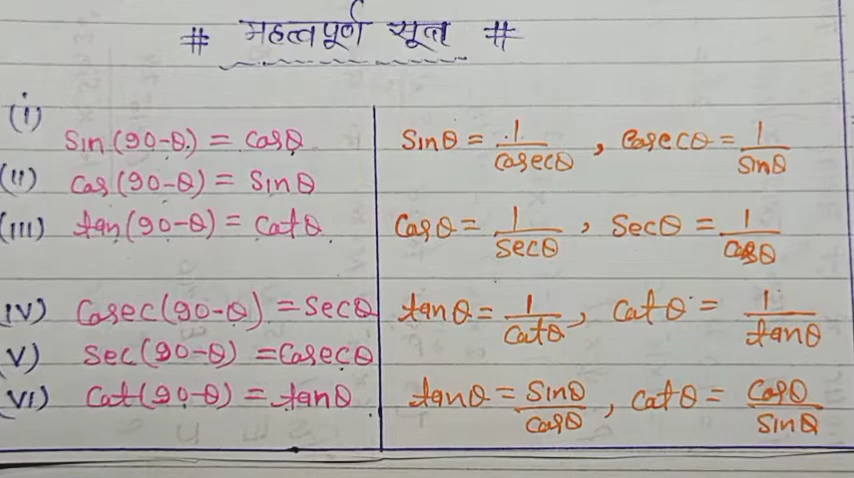 # महत्वपूर्ण सूत्र #
(i) Sin(90-θ) = Cosθ
(II) Cos(90-θ) = Sinθ
(III) tan(90-θ) = Cotθ
(IV) Cosec(90-θ) = Secθ
(V) Sec(90-θ) = Cosecθ
(VI) Cot(90-θ) = tanθ
Sinθ = 1/Cosecθ , Cosecθ = 1/Sinθ
Cosθ = 1/Secθ , Secθ = 1/Cosθ
tanθ = 1/Cotθ , Cotθ = 1/tanθ
tanθ = Sinθ/Cosθ , Cotθ = Cosθ/Sinθ